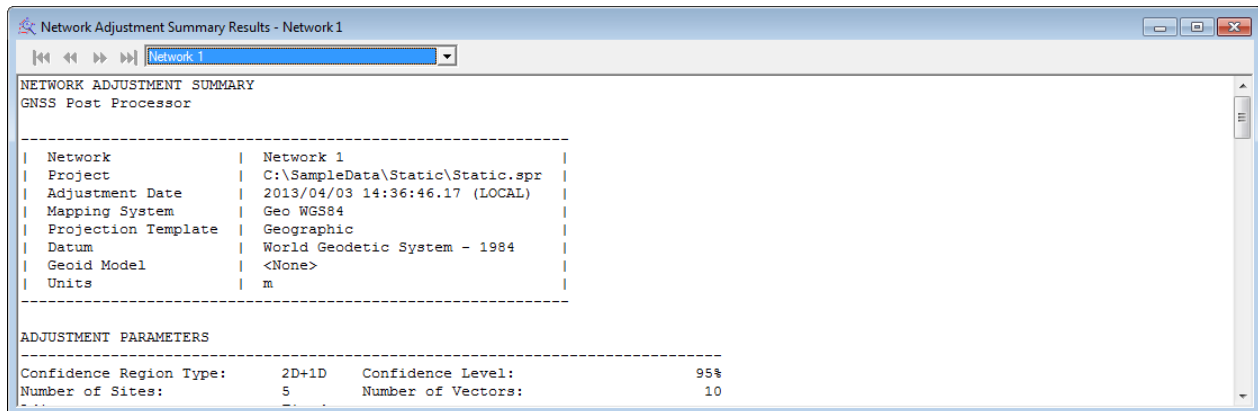 Network Adjustment Summary Results - Network 1
Network 1
NETWORK ADJUSTMENT SUMMARY
GNSS Post Processor
Network | Network 1
Project | C:\SampleData\Static\Static.spr
Adjustment Date | 2013/04/03 14:36:46.17 (LOCAL)
Mapping System | Geo WGS84
Projection Template | Geographic
Datum | World Geodetic System - 1984
Geoid Model | <None>
Units | m
ADJUSTMENT PARAMETERS
Confidence Region Type: 2D+1D Confidence Level: 95%
Number of Sites: 5 Number of Vectors: 10